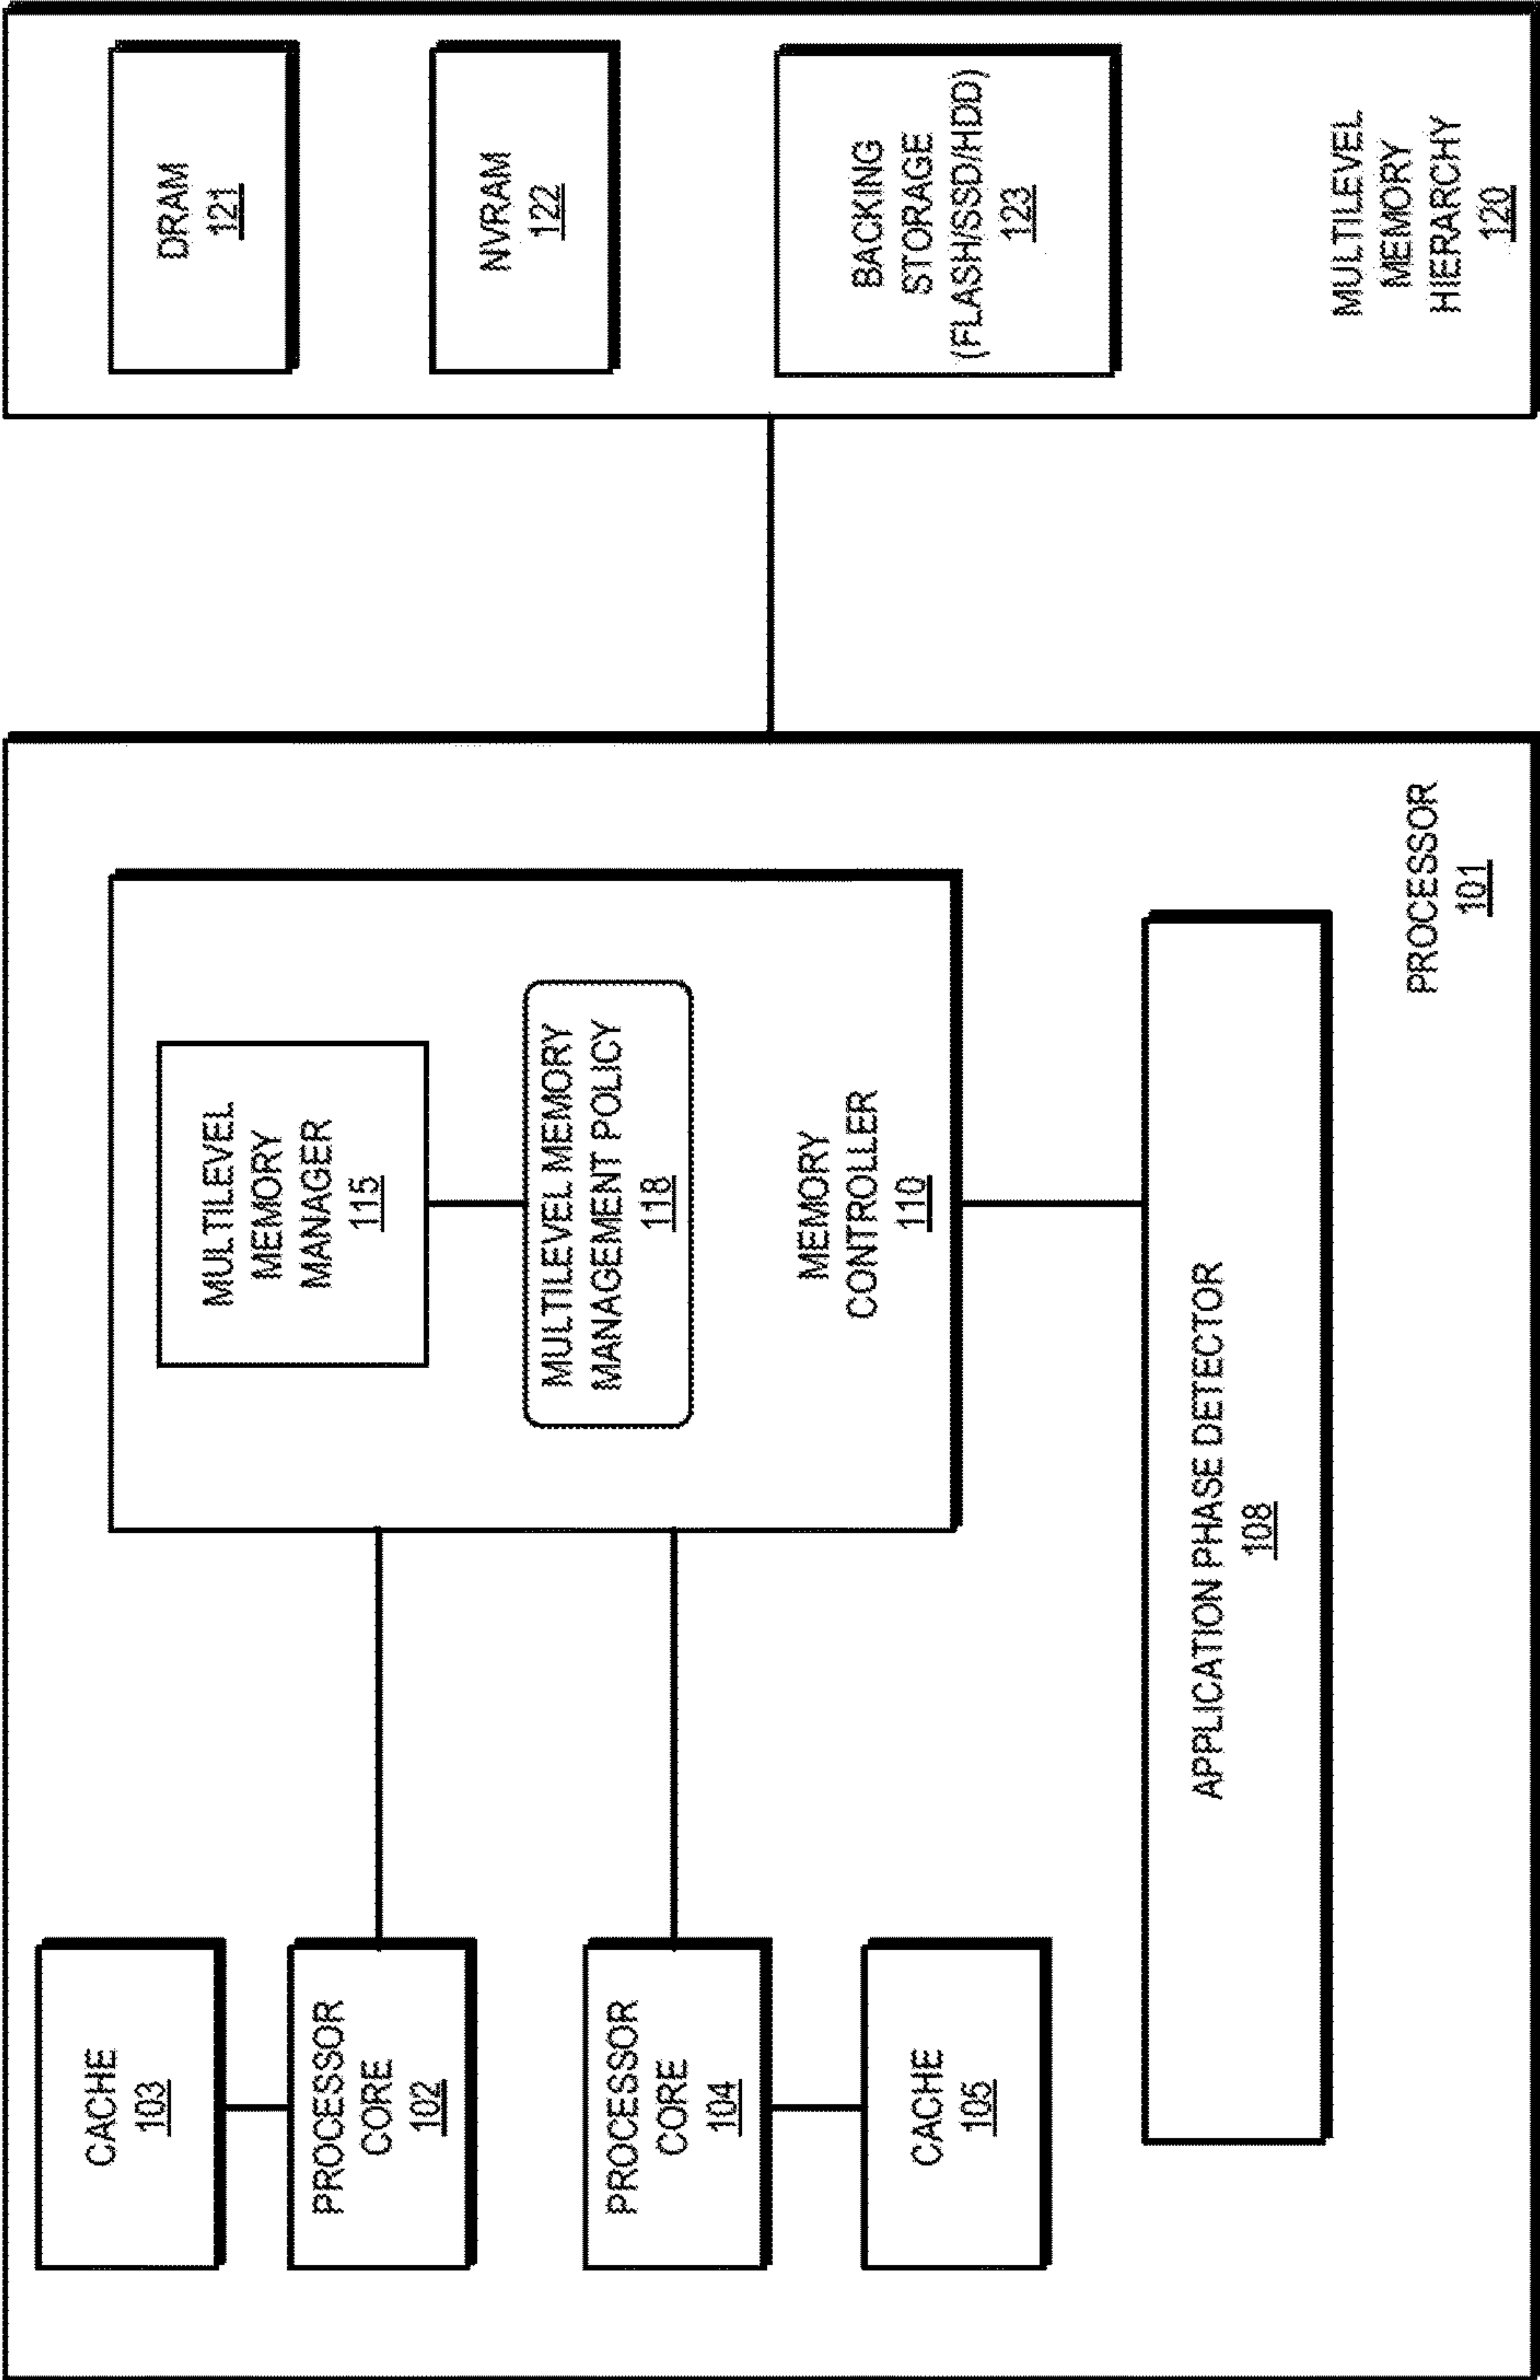 CACHE
103
PROCESSOR
CORE
102
PROCESSOR
CORE
104
CACHE
105
MULTILEVEL
MEMORY
MANAGER
115
MULTILEVEL MEMORY
MANAGEMENT POLICY
118
MEMORY
CONTROLLER
110
APPLICATION PHASE DETECTOR
108
PROCESSOR
101
DRAM
121
NVRAM
122
BACKING
STORAGE
(FLASH/SSD/HDD)
123
MULTILEVEL
MEMORY
HIERARCHY
120